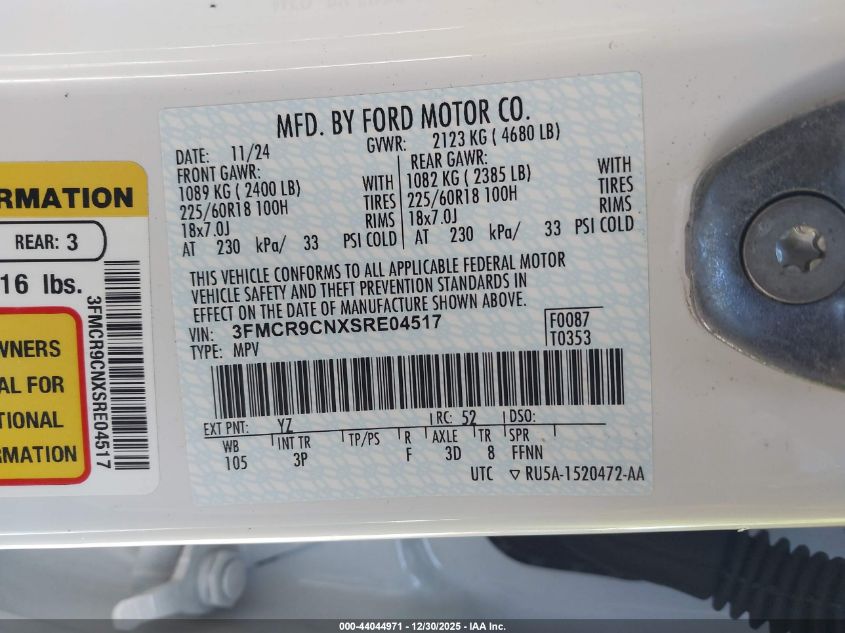 MFD. BY FORD MOTOR CO.
DATE: 11/24 GVWR: 2123 KG ( 4680 LB)
FRONT GAWR: REAR GAWR:
1089 KG ( 2400 LB) WITH 1082 KG ( 2385 LB) WITH
225/60R18 100H TIRES 225/60R18 100H TIRES
18x7.0J RIMS 18x7.0J RIMS
AT 230 kPa/ 33 PSI COLD AT 230 kPa/ 33 PSI COLD
THIS VEHICLE CONFORMS TO ALL APPLICABLE FEDERAL MOTOR
VEHICLE SAFETY AND THEFT PREVENTION STANDARDS IN
EFFECT ON THE DATE OF MANUFACTURE SHOWN ABOVE.
VIN: 3FMCR9CNXSRE04517 F0087
TYPE: MPV T0353
EXT PNT: YZ RC: 52 DSO:
WB INT TR TP/PS R AXLE TR SPR
105 3P F 3D 8 FFNN
UTC ▽ RU5A-1520472-AA
RMATION
REAR: 3
16 lbs.
WNERS
AL FOR
TIONAL
RMATION
3FMCR9CNXSRE04517
000-44044971 - 12/30/2025 - IAA Inc.